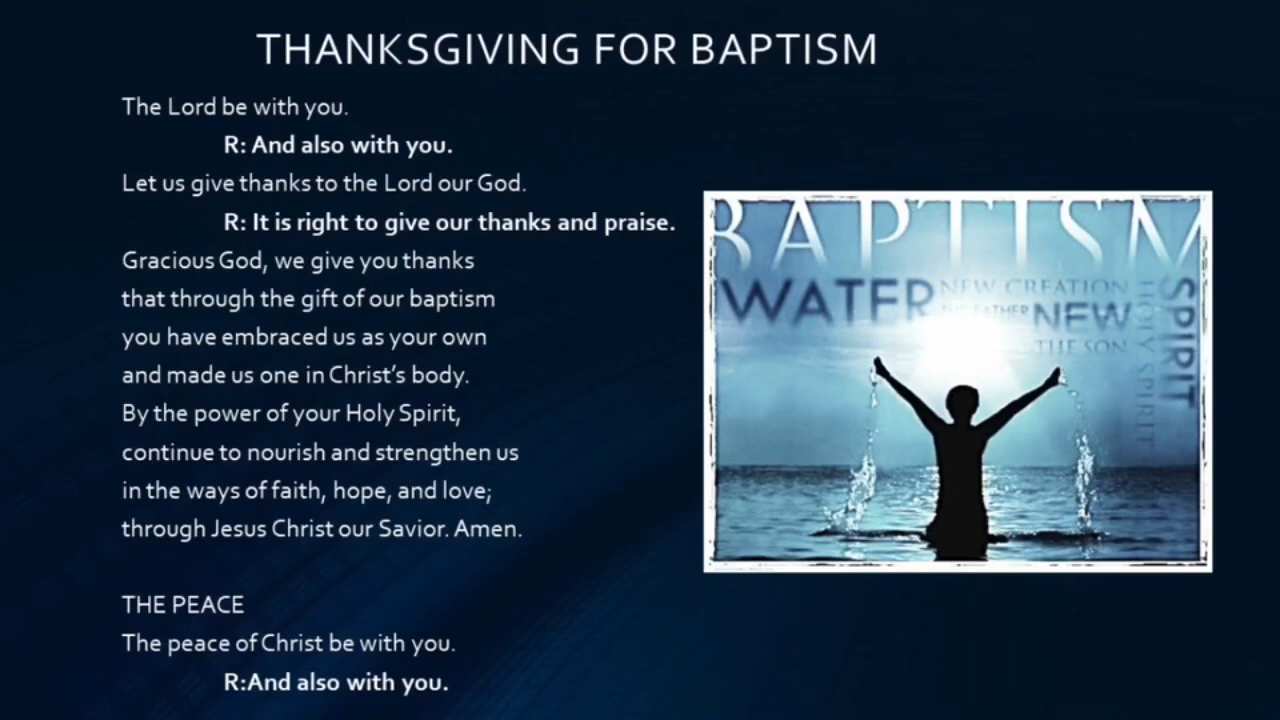 THANKSGIVING FOR BAPTISM
The Lord be with you.
R: And also with you.
Let us give thanks to the Lord our God.
R: It is right to give our thanks and praise.
Gracious God, we give you thanks
that through the gift of our baptism
you have embraced us as your own
and made us one in Christ's body.
By the power of your Holy Spirit,
continue to nourish and strengthen us
in the ways of faith, hope, and love;
through Jesus Christ our Savior. Amen.
THE PEACE
The peace of Christ be with you.
R:And also with you.
BAPTISM
WATER
NEW CREATION
FATHER
NEW
THE SON
HOLY SPIRIT
SPIRIT